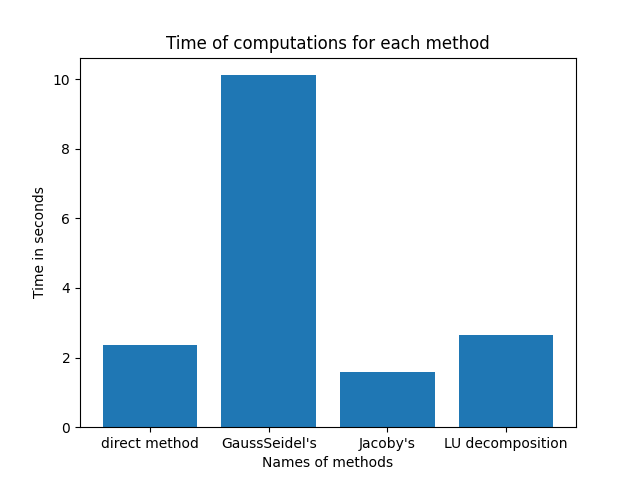 Time of computations for each method
10
8
6
4
2
0
Time in seconds
direct method
GaussSeidel's
Jacoby's
LU decomposition
Names of methods